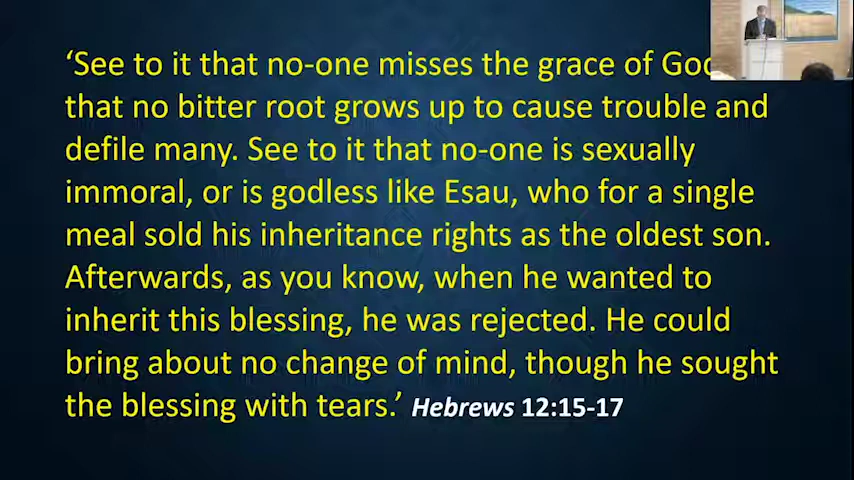 ‘See to it that no-one misses the grace of
that no bitter root grows up to cause trouble and
defile many. See to it that no-one is sexually
immoral, or is godless like Esau, who for a single
meal sold his inheritance rights as the oldest son.
Afterwards, as you know, when he wanted to
inherit this blessing, he was rejected. He could
bring about no change of mind, though he sought
the blessing with tears.’ Hebrews 12:15-17